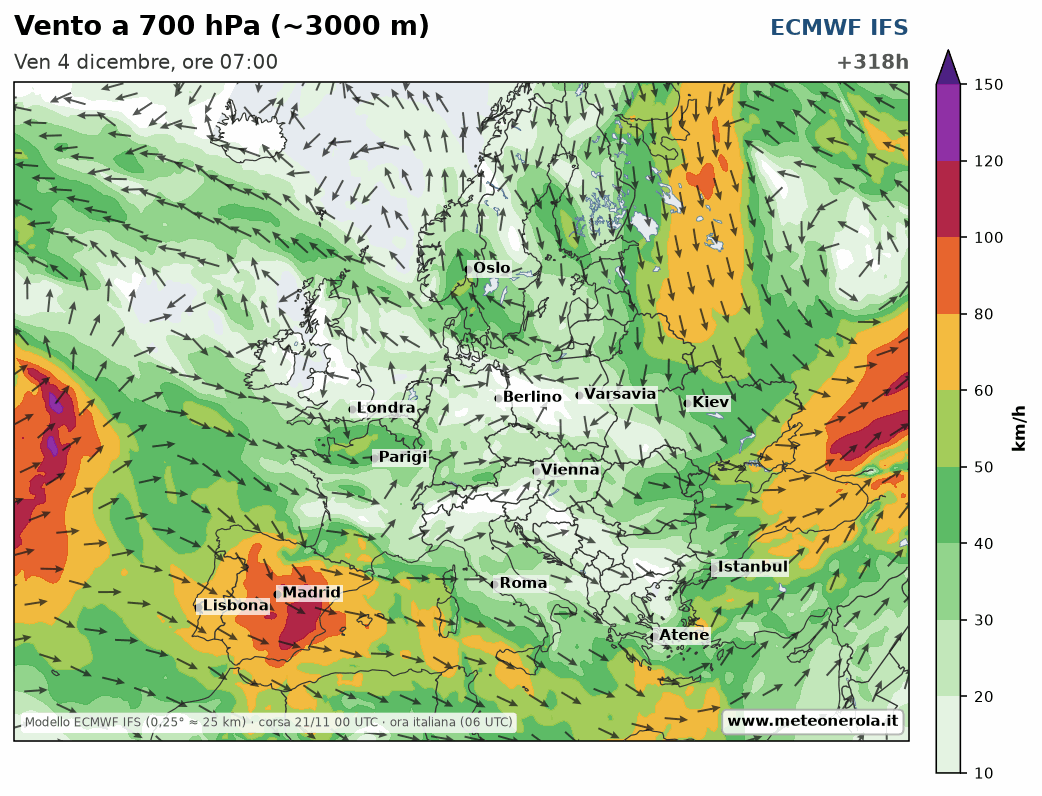 Vento a 700 hPa (~3000 m)
ECMWF IFS
Ven 4 dicembre, ore 07:00
+318h
Oslo
Berlino
Varsavia
Kiev
Londra
Parigi
Vienna
Istanbul
Roma
Madrid
Lisbona
Atene
Modello ECMWF IFS (0,25° ≈ 25 km) · corsa 21/11 00 UTC · ora italiana (06 UTC)
www.meteonerola.it
150
120
100
80
60
50
40
30
20
10
km/h